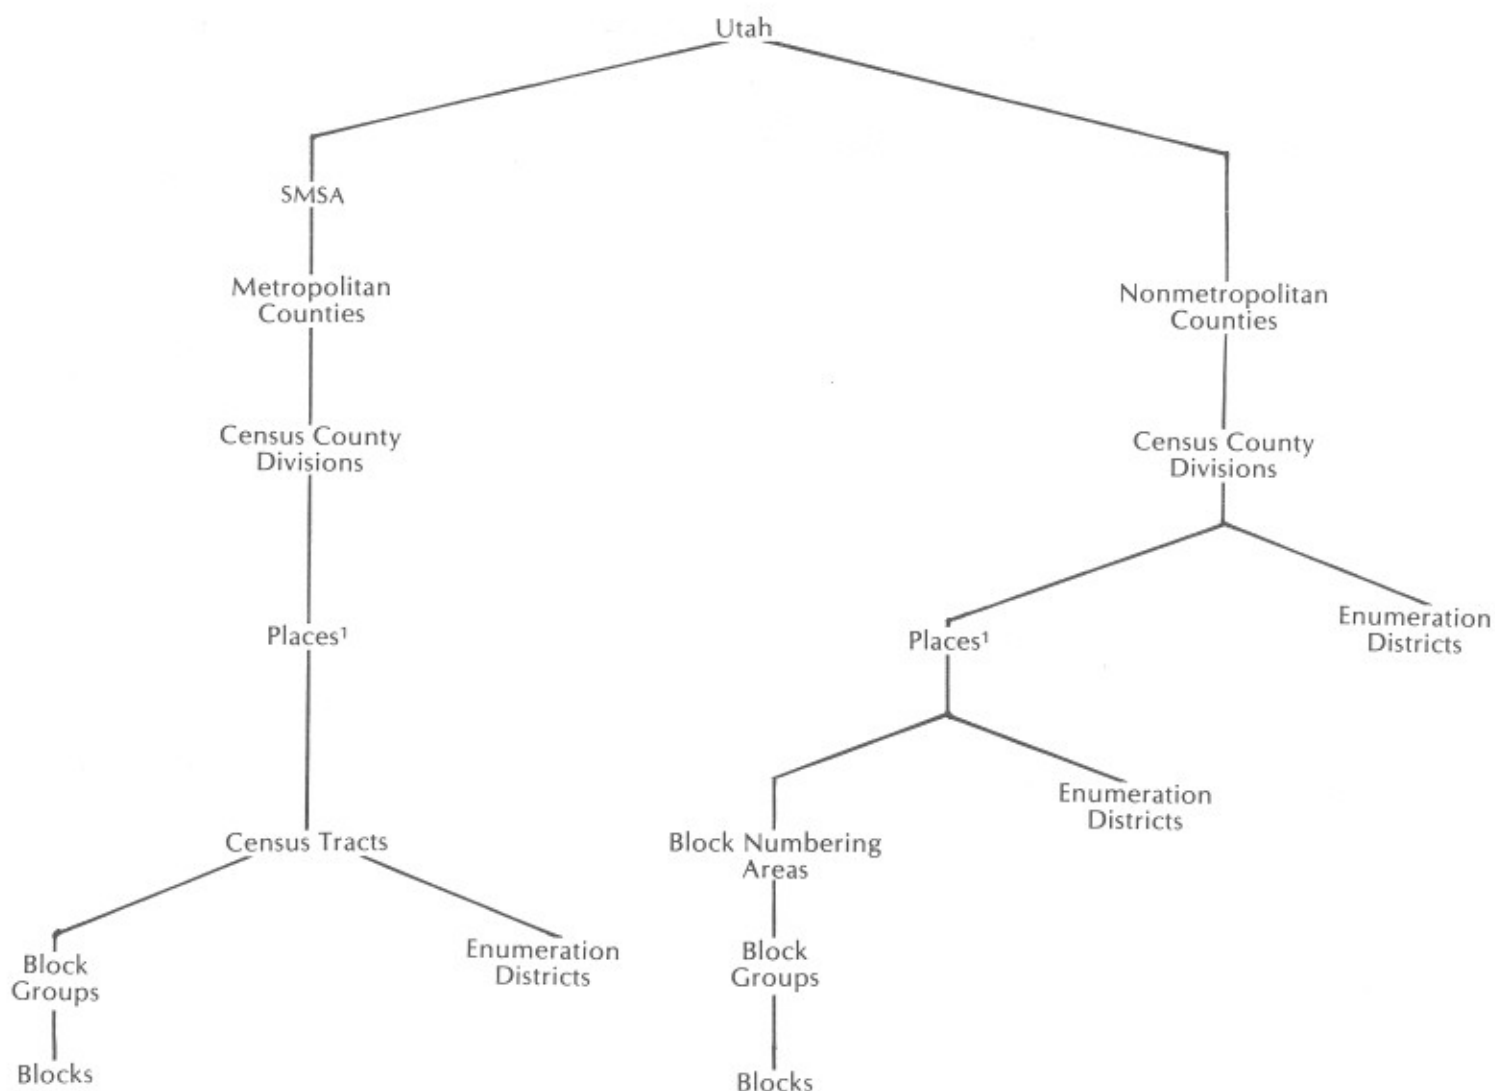 Utah
SMSA
Metropolitan
Counties
Nonmetropolitan
Counties
Census County
Divisions
Census County
Divisions
Places¹
Places¹
Enumeration
Districts
Enumeration
Districts
Census Tracts
Block Numbering
Areas
Block
Groups
Enumeration
Districts
Block
Groups
Blocks
Blocks